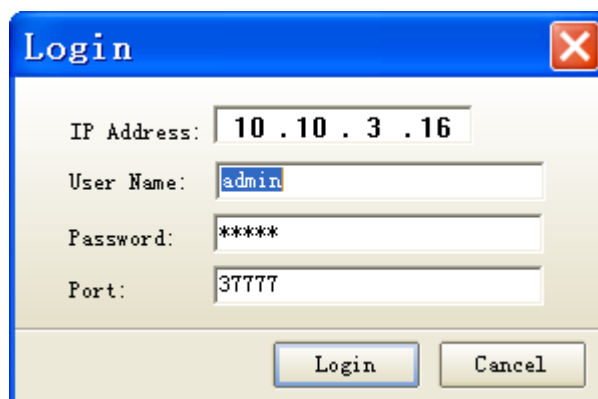 Login
IP Address: 10 .10 . 3 .16
User Name: admin
Password: *****
Port: 37777
Login Cancel